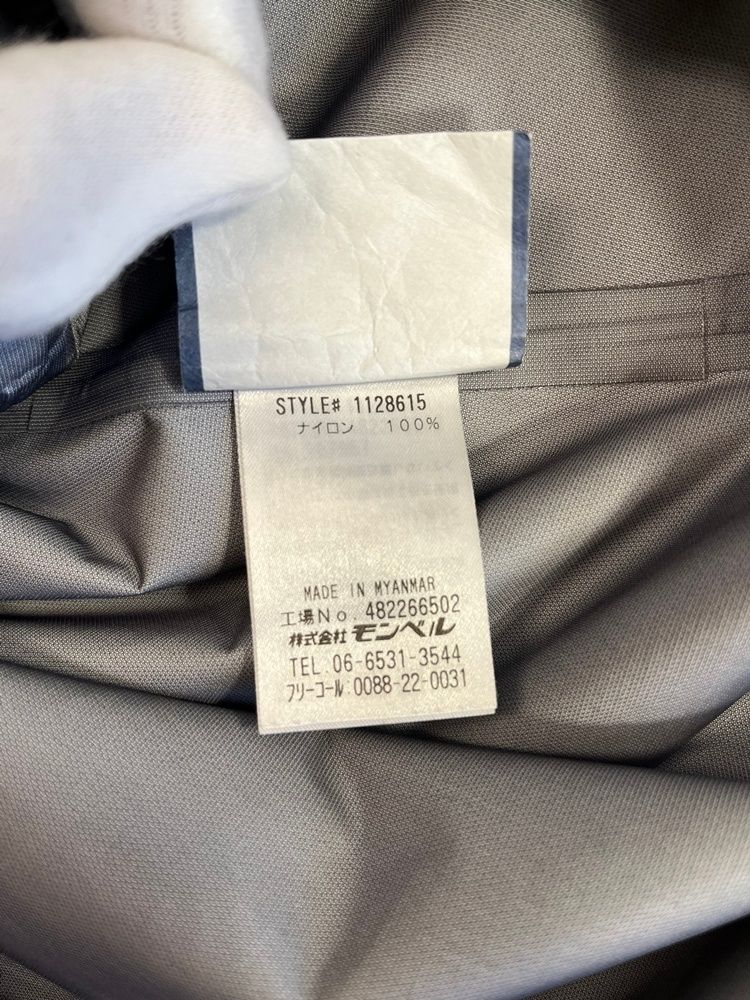 STYLE# 1128615
ナイロン 100%
MADE IN MYANMAR
工場No. 482266502
株式会社 モンベル
TEL 06-6531-3544
フリーコール:0088-22-0031